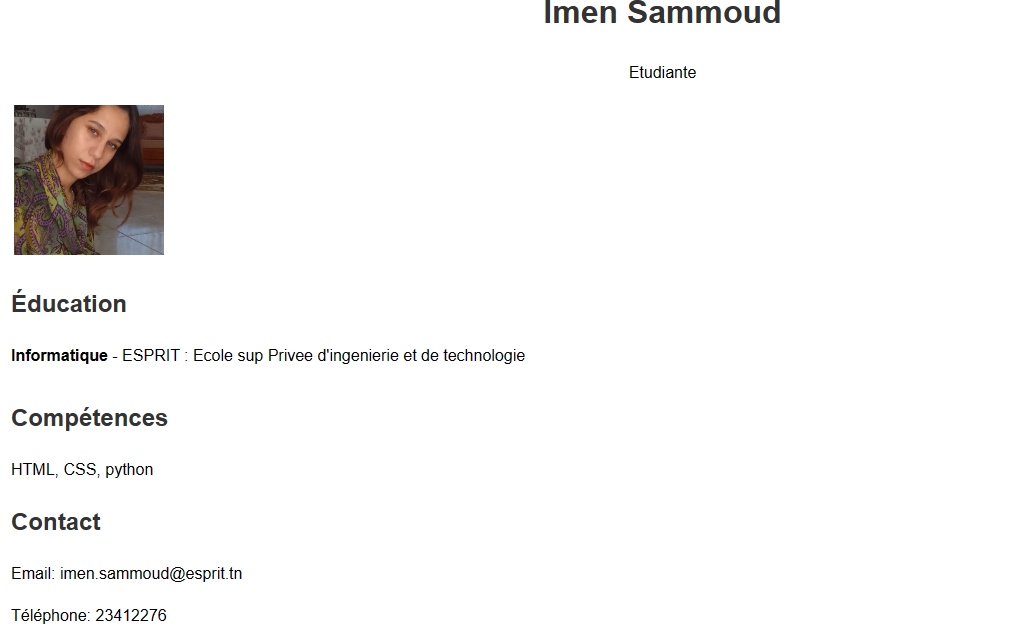 Imen Sammoud
Etudiante
Éducation
Informatique - ESPRIT : Ecole sup Privee d'ingenierie et de technologie
Compétences
HTML, CSS, python
Contact
Email: imen.sammoud@esprit.tn
Téléphone: 23412276